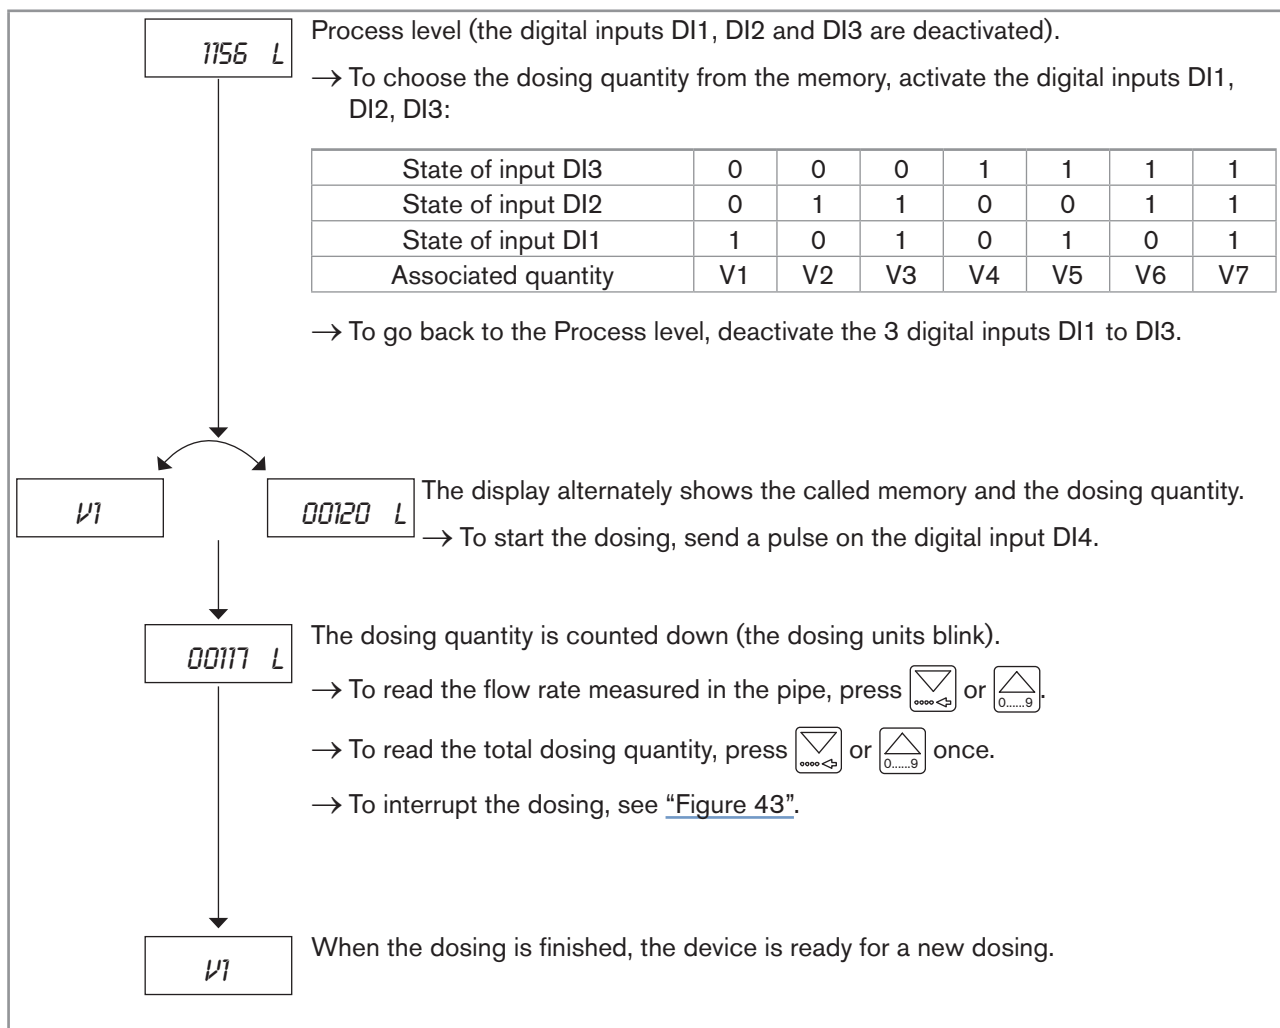 1156 L
Process level (the digital inputs DI1, DI2 and DI3 are deactivated).
→ To choose the dosing quantity from the memory, activate the digital inputs DI1,
DI2, DI3:
State of input DI3 0 0 0 1 1 1 1
State of input DI2 0 1 1 0 0 1 1
State of input DI1 1 0 1 0 1 0 1
Associated quantity V1 V2 V3 V4 V5 V6 V7
→ To go back to the Process level, deactivate the 3 digital inputs DI1 to DI3.
V1
00120 L
The display alternately shows the called memory and the dosing quantity.
→ To start the dosing, send a pulse on the digital input DI4.
00117 L
The dosing quantity is counted down (the dosing units blink).
→ To read the flow rate measured in the pipe, press or 0......9.
→ To read the total dosing quantity, press or 0......9 once.
→ To interrupt the dosing, see “Figure 43”.
V1
When the dosing is finished, the device is ready for a new dosing.